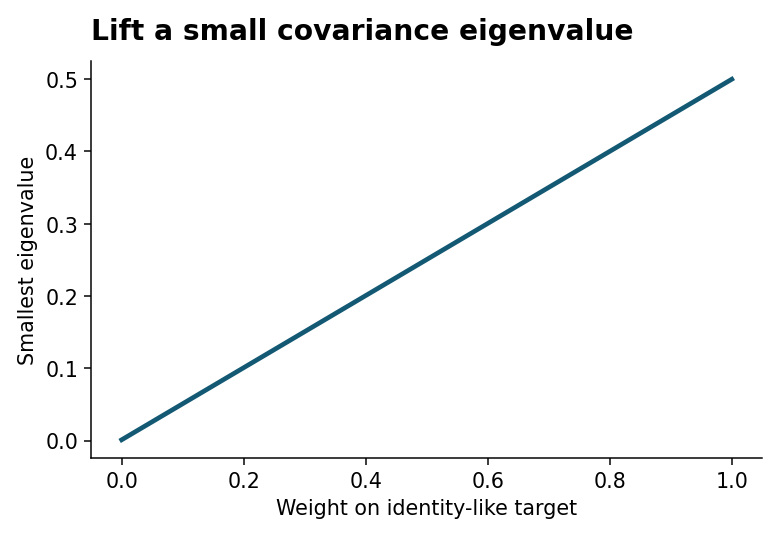 Lift a small covariance eigenvalue
Smallest eigenvalue
0.5
0.4
0.3
0.2
0.1
0.0
0.0 0.2 0.4 0.6 0.8 1.0
Weight on identity-like target